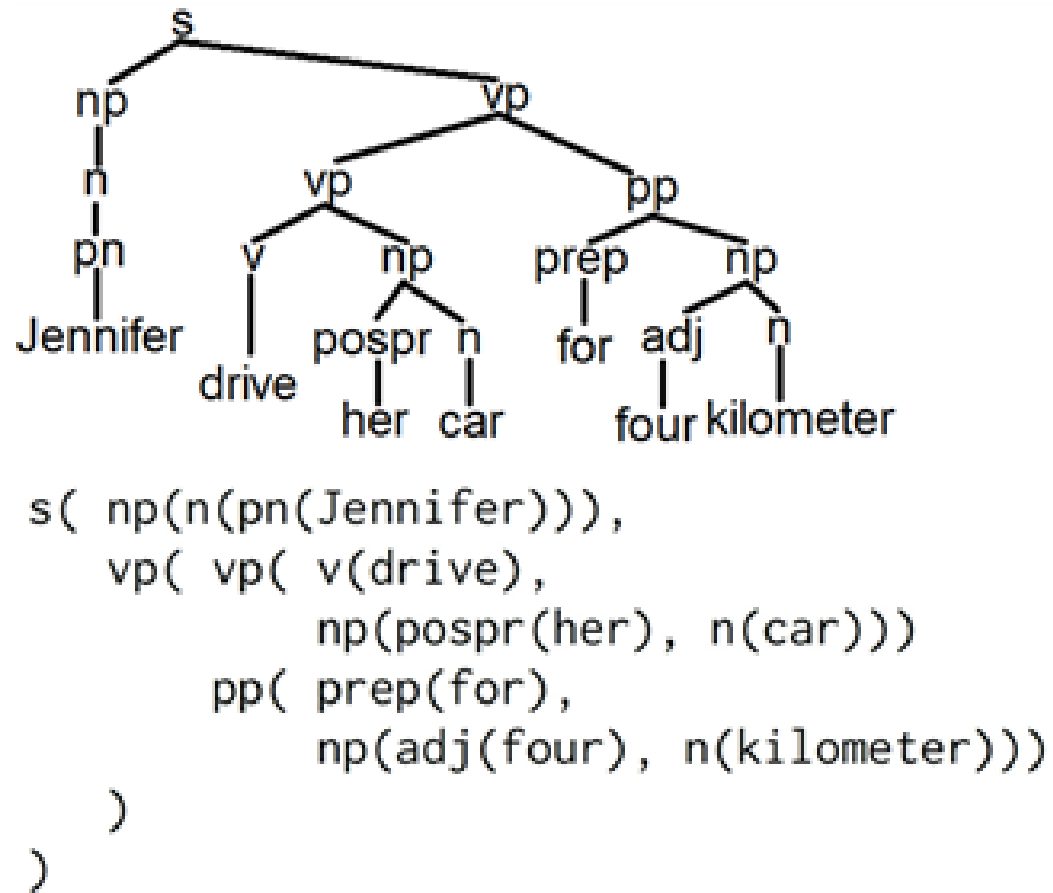 s
np vp
n vp pp
pn v np prep np
Jennifer pospr n for adj n
drive her car four kilometer
s( np(n(pn(Jennifer))),
vp( vp( v(drive),
np(pospr(her), n(car)))
pp( prep(for),
np(adj(four), n(kilometer)))
)
)